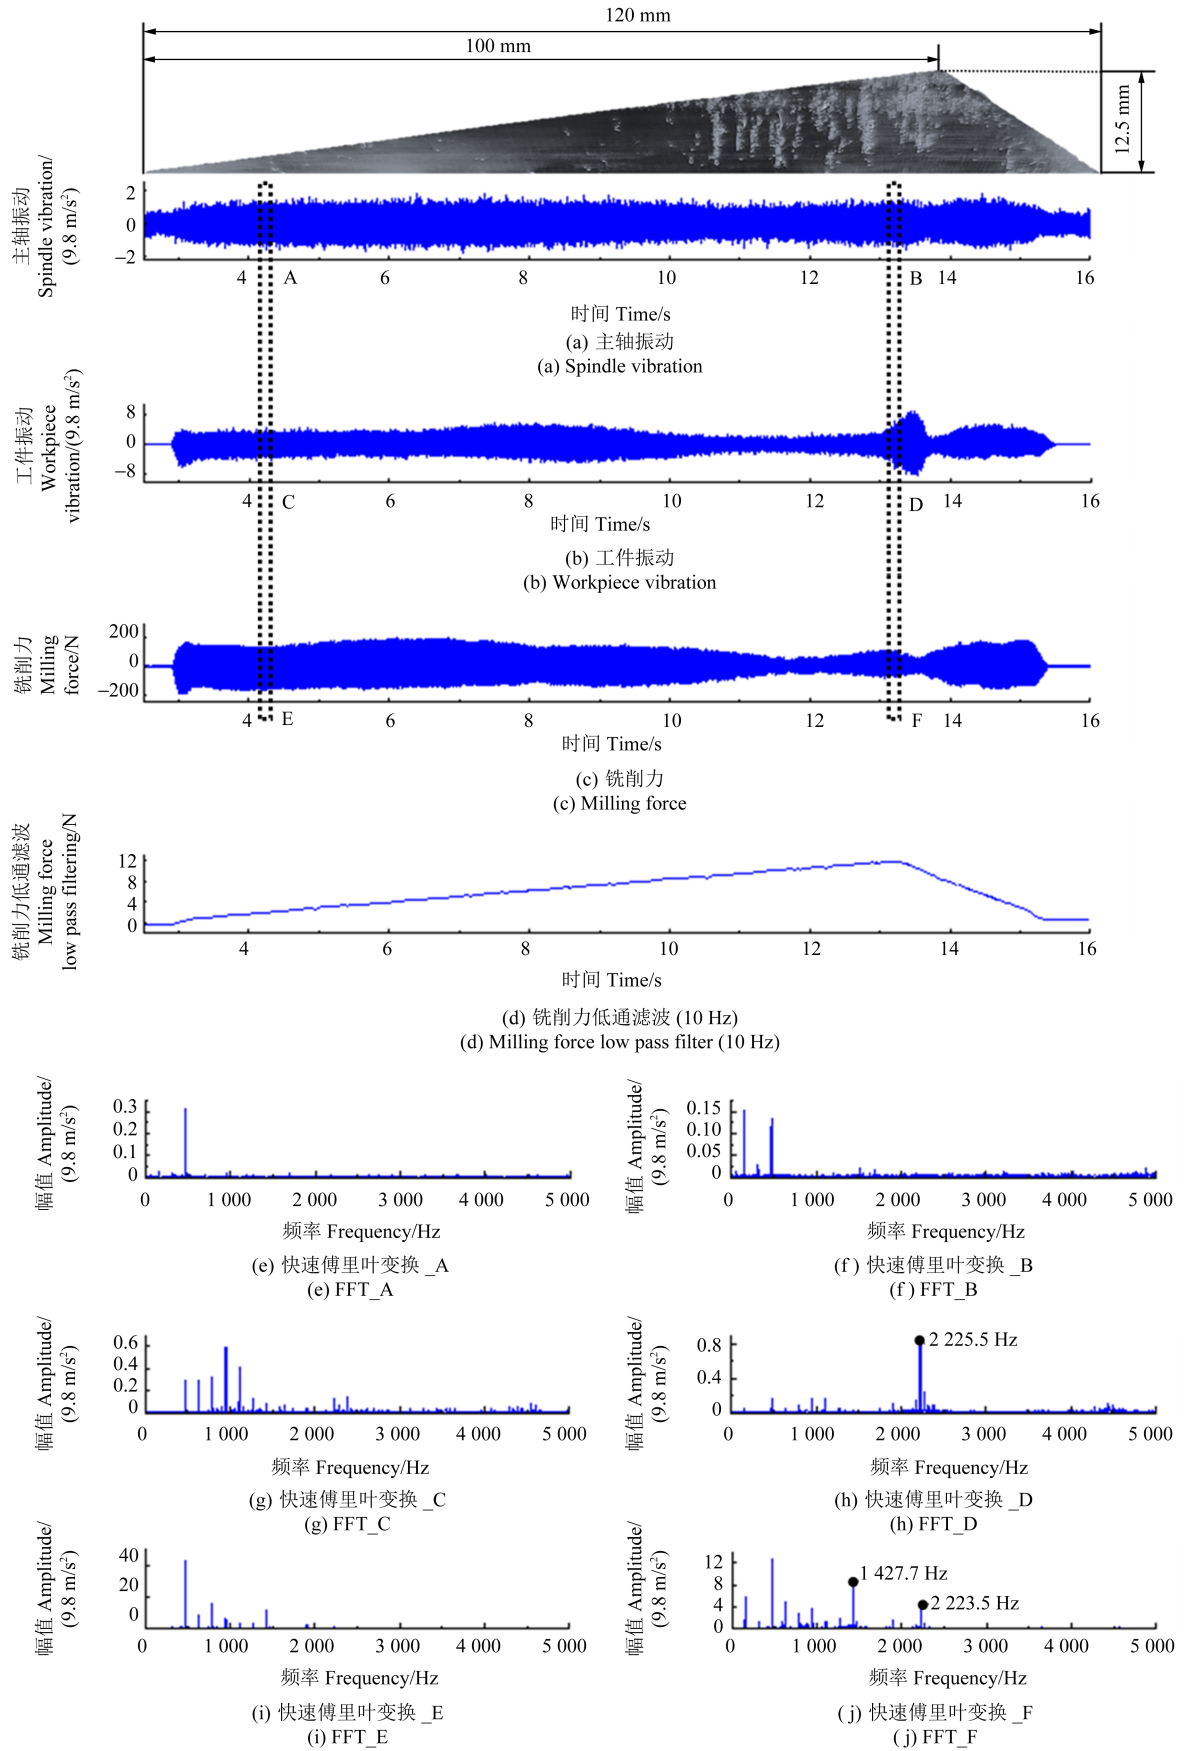 120 mm
100 mm
12.5 mm
主轴振动
Spindle vibration/
(9.8 m/s²)
2
0
−2
4 A 6 8 10 12 B 14 16
时间 Time/s
(a) 主轴振动
(a) Spindle vibration
工件振动
Workpiece
vibration/(9.8 m/s²)
8
0
−8
4 C 6 8 10 12 D 14 16
时间 Time/s
(b) 工件振动
(b) Workpiece vibration
铣削力
Milling
force/N
200
0
−200
4 E 6 8 10 12 F 14 16
时间 Time/s
(c) 铣削力
(c) Milling force
铣削力低通滤波
Milling force
low pass filtering/N
12
8
4
0
4 6 8 10 12 14 16
时间 Time/s
(d) 铣削力低通滤波 (10 Hz)
(d) Milling force low pass filter (10 Hz)
幅值 Amplitude/
(9.8 m/s²)
0.3
0.2
0.1
0
0 1 000 2 000 3 000 4 000 5 000
频率 Frequency/Hz
(e) 快速傅里叶变换 _A
(e) FFT_A
幅值 Amplitude/
(9.8 m/s²)
0.15
0.10
0.05
0
0 1 000 2 000 3 000 4 000 5 000
频率 Frequency/Hz
(f ) 快速傅里叶变换 _B
(f ) FFT_B
幅值 Amplitude/
(9.8 m/s²)
0.6
0.4
0.2
0
0 1 000 2 000 3 000 4 000 5 000
频率 Frequency/Hz
(g) 快速傅里叶变换 _C
(g) FFT_C
幅值 Amplitude/
(9.8 m/s²)
0.8
0.4
0
2 225.5 Hz
0 1 000 2 000 3 000 4 000 5 000
频率 Frequency/Hz
(h) 快速傅里叶变换 _D
(h) FFT_D
幅值 Amplitude/
(9.8 m/s²)
40
20
0
0 1 000 2 000 3 000 4 000 5 000
频率 Frequency/Hz
(i) 快速傅里叶变换 _E
(i) FFT_E
幅值 Amplitude/
(9.8 m/s²)
12
8
4
0
1 427.7 Hz
2 223.5 Hz
0 1 000 2 000 3 000 4 000 5 000
频率 Frequency/Hz
( j) 快速傅里叶变换 _F
( j) FFT_F